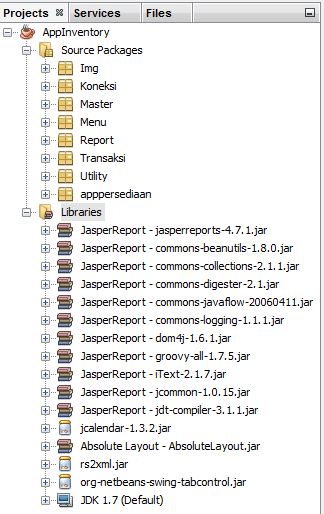 Projects Services Files
AppInventory
Source Packages
Img
Koneksi
Master
Menu
Report
Transaksi
Utility
apppersediaan
Libraries
JasperReport - jasperreports-4.7.1.jar
JasperReport - commons-beanutils-1.8.0.jar
JasperReport - commons-collections-2.1.1.jar
JasperReport - commons-digester-2.1.jar
JasperReport - commons-javaflow-20060411.jar
JasperReport - commons-logging-1.1.1.jar
JasperReport - dom4j-1.6.1.jar
JasperReport - groovy-all-1.7.5.jar
JasperReport - iText-2.1.7.jar
JasperReport - jcommon-1.0.15.jar
JasperReport - jdt-compiler-3.1.1.jar
jcalendar-1.3.2.jar
Absolute Layout - AbsoluteLayout.jar
rs2xml.jar
org-netbeans-swing-tabcontrol.jar
JDK 1.7 (Default)